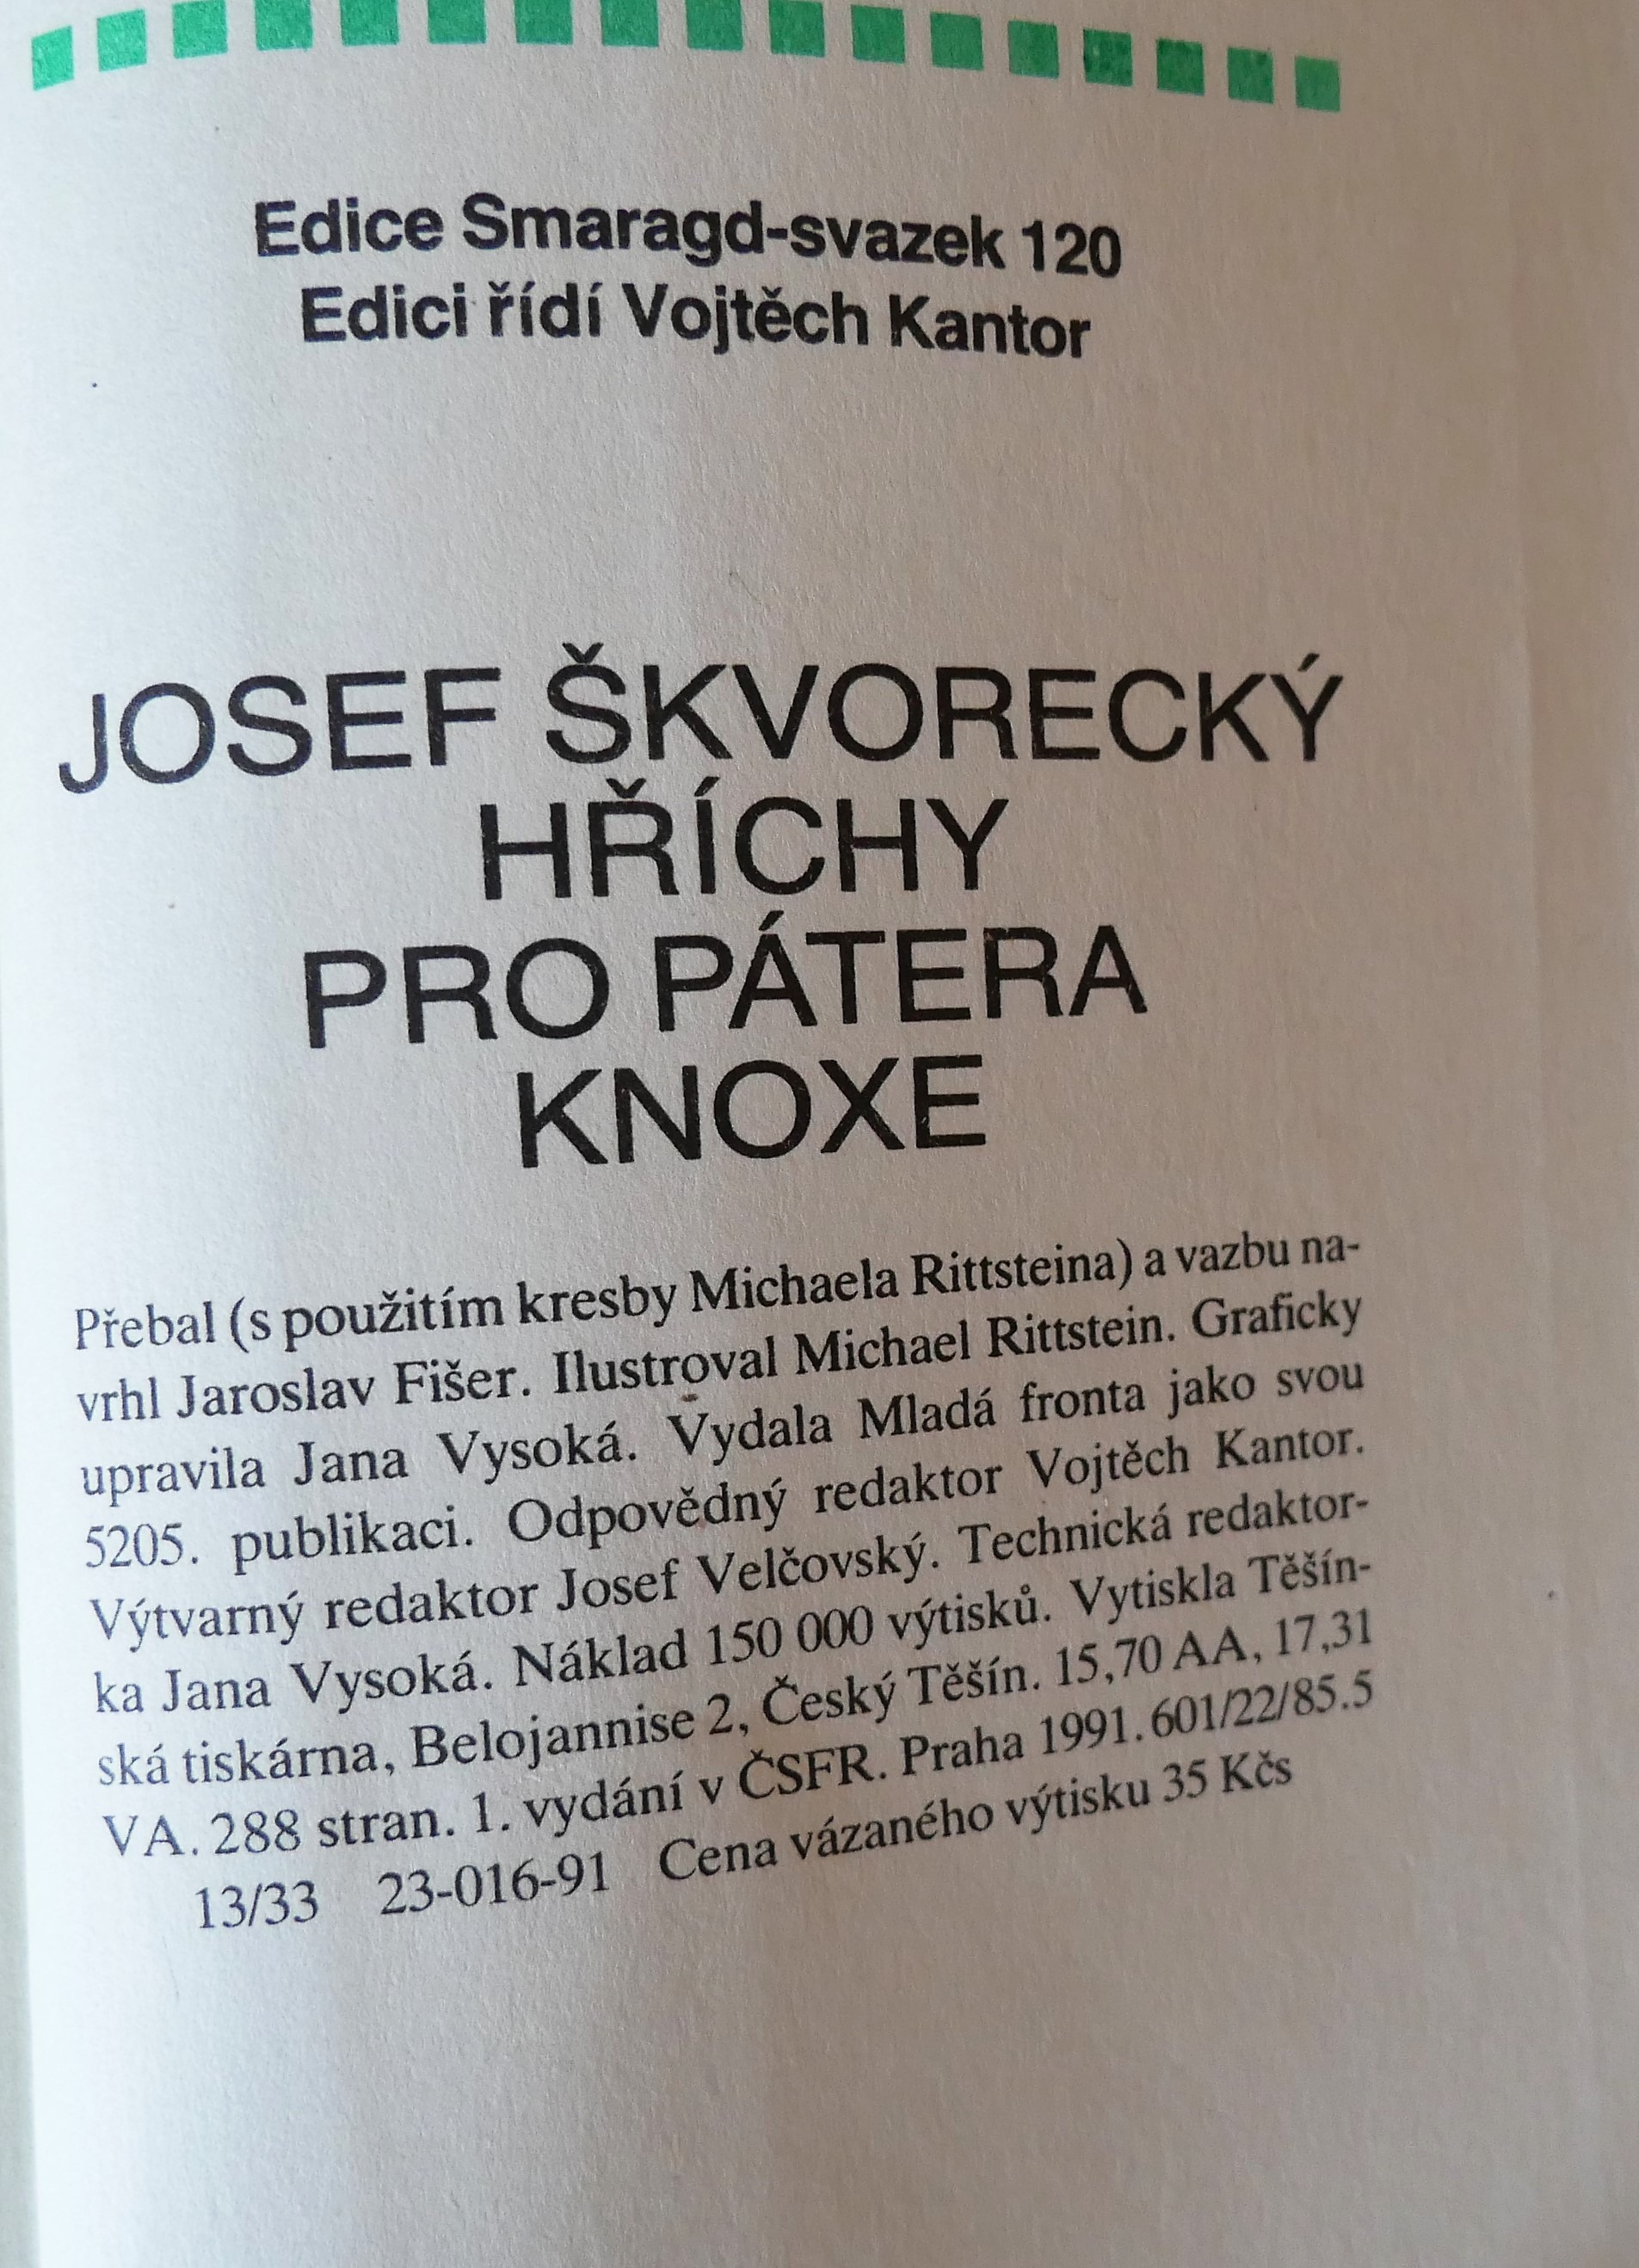 Edice Smaragd-svazek 120
Edici řídí Vojtěch Kantor
JOSEF ŠKVORECKÝ
HŘÍCHY
PRO PÁTERA
KNOXE
Přebal (s použitím kresby Michaela Rittsteina) a vazbu na-
vrhl Jaroslav Fišer. Ilustroval Michael Rittstein. Graficky
upravila Jana Vysoká. Vydala Mladá fronta jako svou
5205. publikaci. Odpovědný redaktor Vojtěch Kantor.
Výtvarný redaktor Josef Velčovský. Technická redaktor-
ka Jana Vysoká. Náklad 150 000 výtisků. Vytiskla Těšín-
ská tiskárna, Belojannise 2, Český Těšín. 15,70 AA, 17,31
VA. 288 stran. 1. vydání v ČSFR. Praha 1991. 601/22/85.5
13/33 23-016-91 Cena vázaného výtisku 35 Kčs